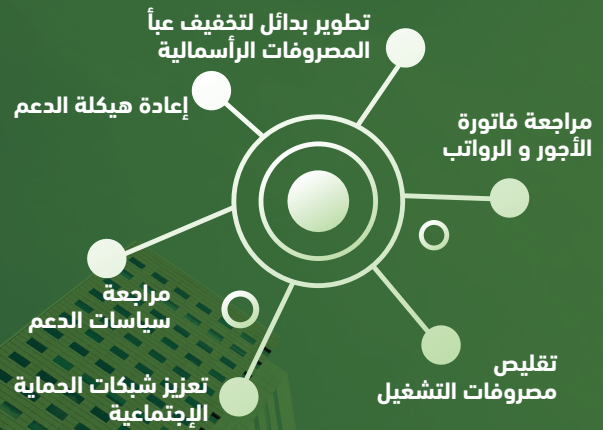 تطوير بدائل لتخفيف عبأ
المصروفات الرأسمالية
إعادة هيكلة الدعم
مراجعة فاتورة
الأجور و الرواتب
مراجعة
سياسات الدعم
تقليص
مصروفات التشغيل
تعزيز شبكات الحماية
الإجتماعية